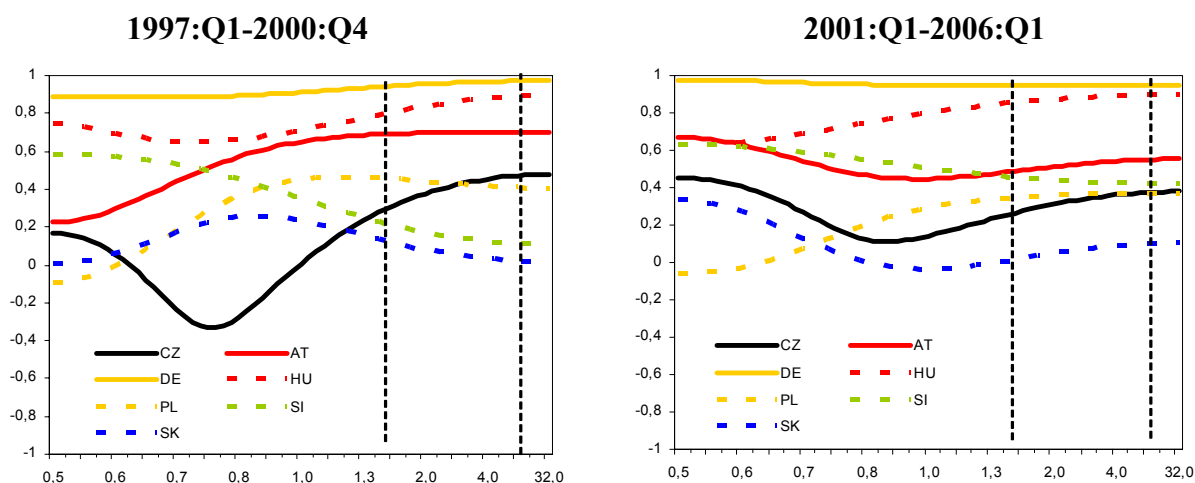 1997:Q1-2000:Q4
1
0,8
0,6
0,4
0,2
0
-0,2
-0,4
-0,6
-0,8
-1
CZ
AT
DE
HU
PL
SI
SK
0.5
0.6
0.7
0,8
1.0
1,3
2.0
4,0
32,0
2001:Q1-2006:Q1
1
0,8
0,6
0,4
0,2
0
-0,2
-0,4
-0,6
-0,8
-1
CZ
AT
DE
HU
PL
SI
SK
0.5
0,6
0.7
0,8
1.0
1,3
2,0
4,0
32,0